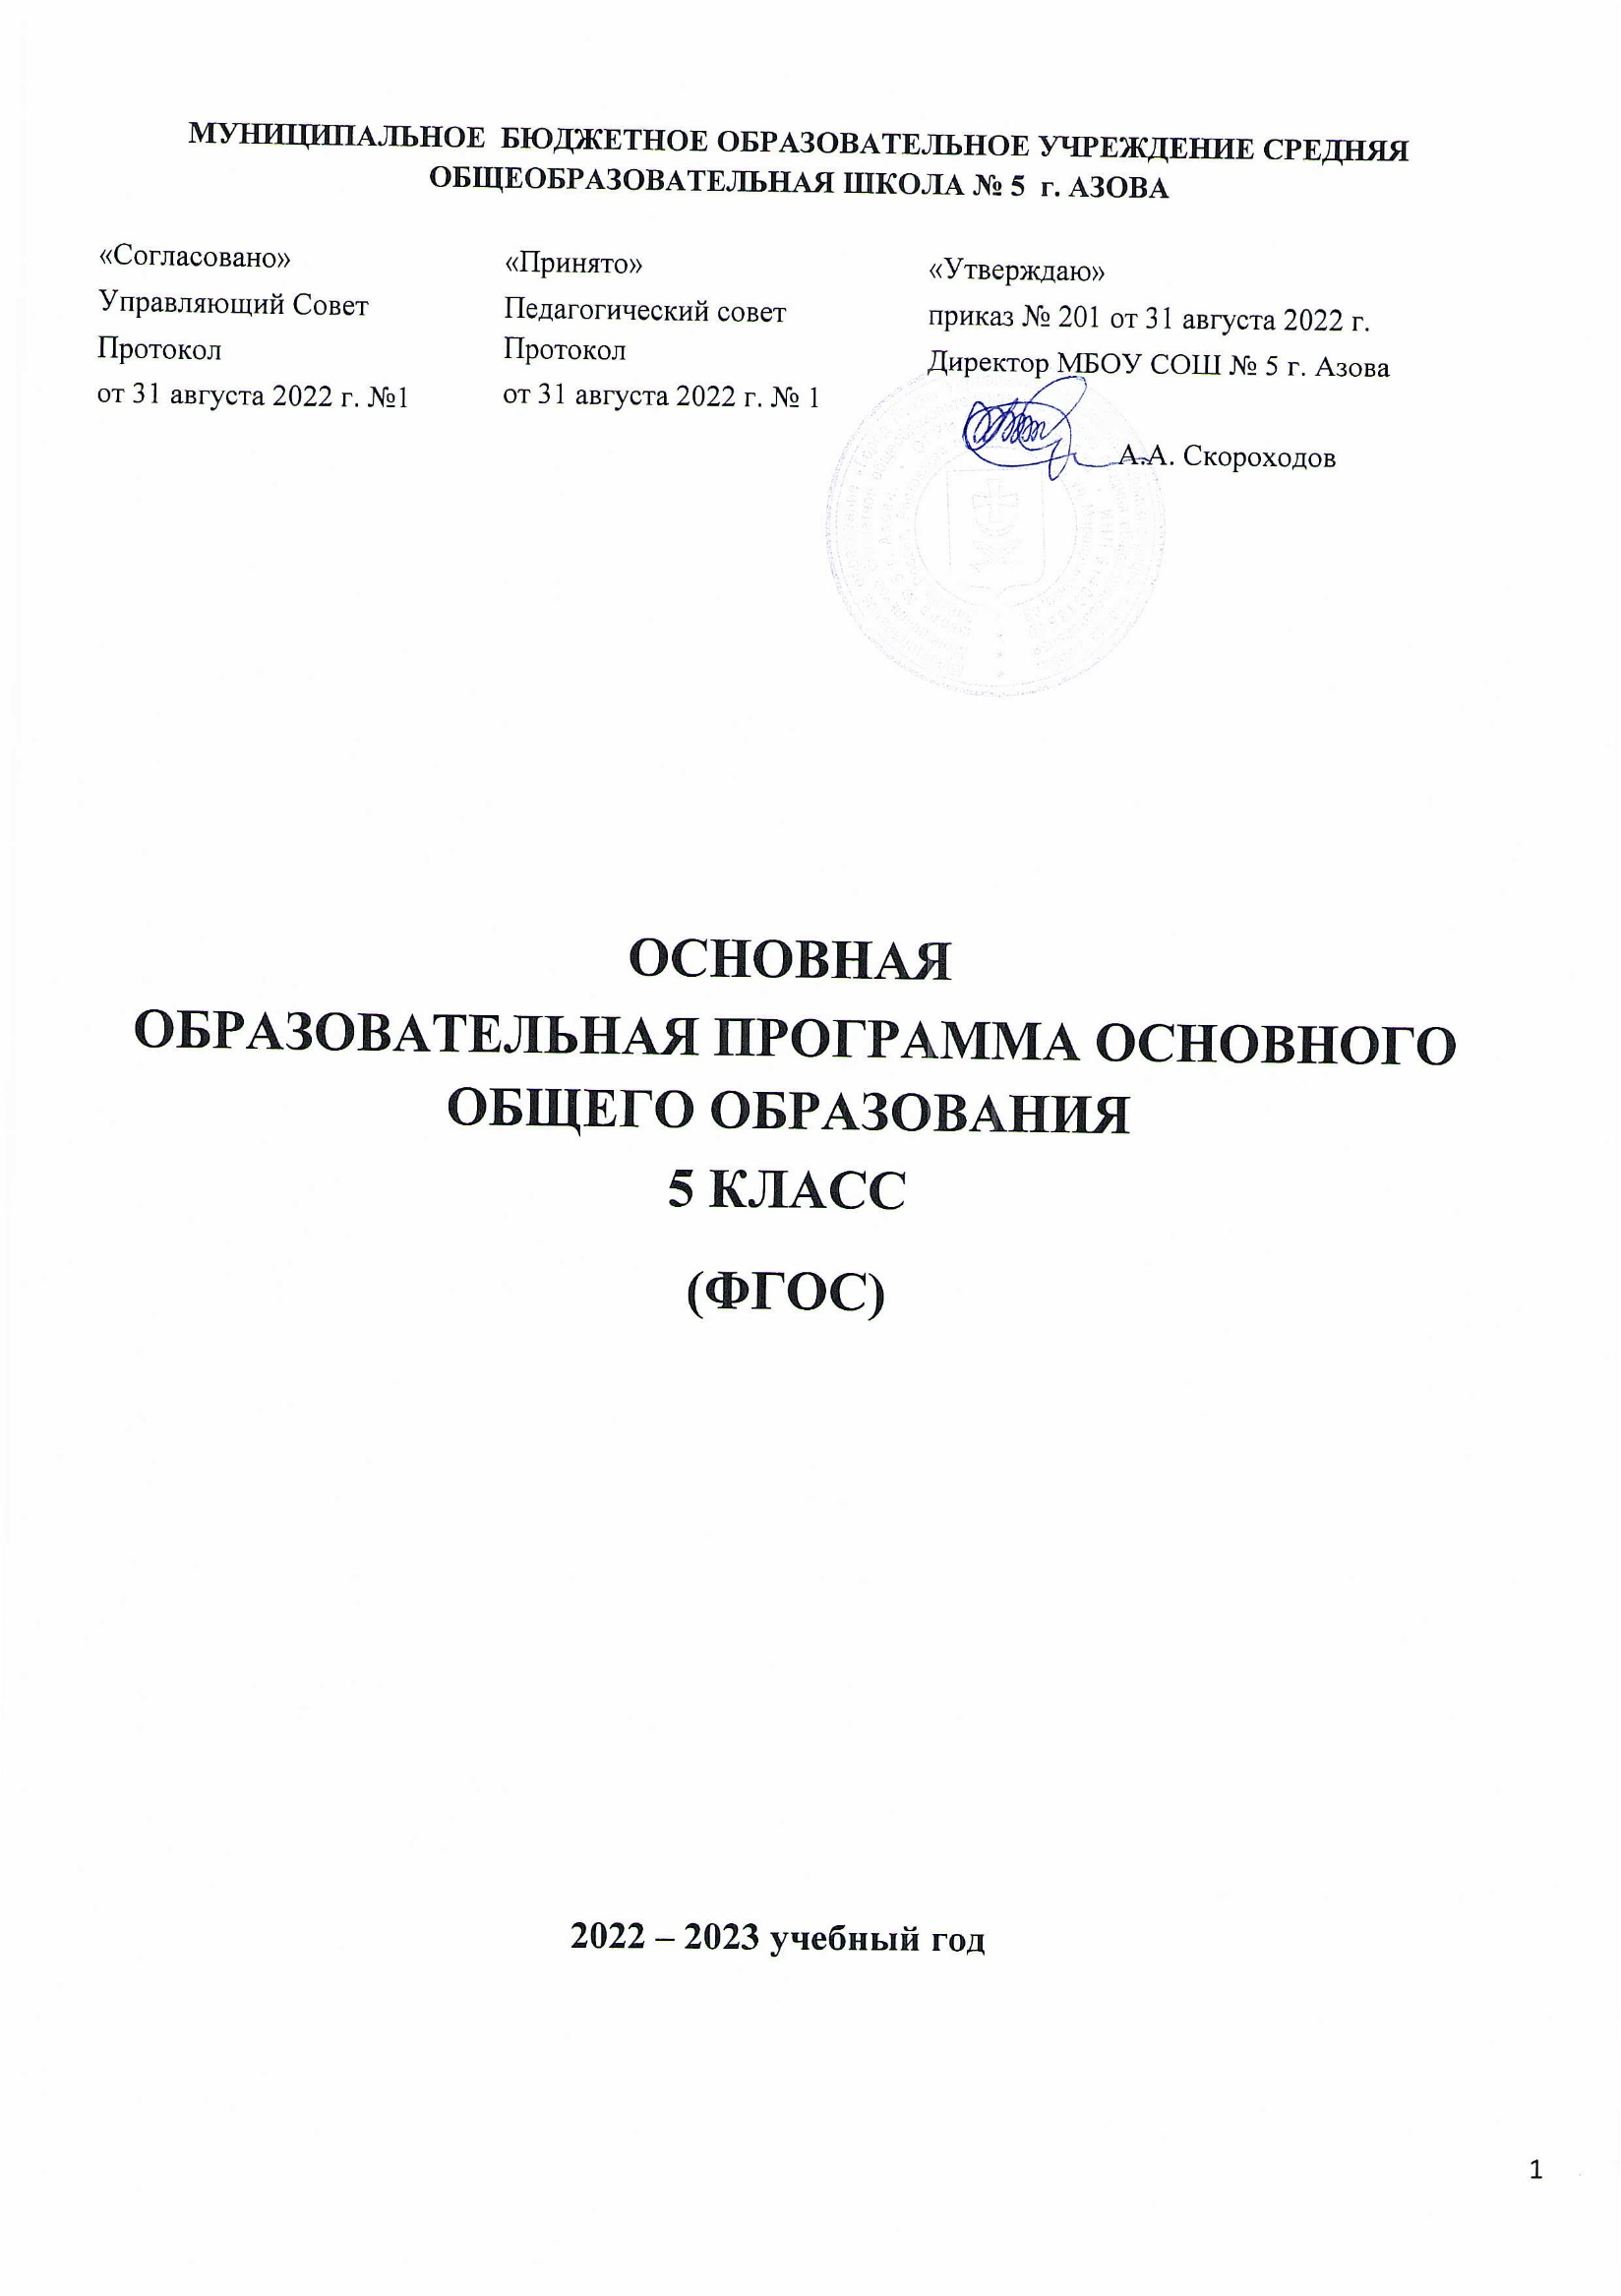 МУНИЦИПАЛЬНОЕ БЮДЖЕТНОЕ ОБРАЗОВАТЕЛЬНОЕ УЧРЕЖДЕНИЕ СРЕДНЯЯ
ОБЩЕОБРАЗОВАТЕЛЬНАЯ ШКОЛА № 5 г. АЗОВА
«Согласовано»
Управляющий Совет
Протокол
от 31 августа 2022 г. №1
«Принято»
Педагогический совет
Протокол
от 31 августа 2022 г. № 1
«Утверждаю»
приказ № 201 от 31 августа 2022 г.
Директор МБОУ СОШ № 5 г. Азова
А.А. Скороходов
ОСНОВНАЯ
ОБРАЗОВАТЕЛЬНАЯ ПРОГРАММА ОСНОВНОГО
ОБЩЕГО ОБРАЗОВАНИЯ
5 КЛАСС
(ФГОС)
2022 – 2023 учебный год
1